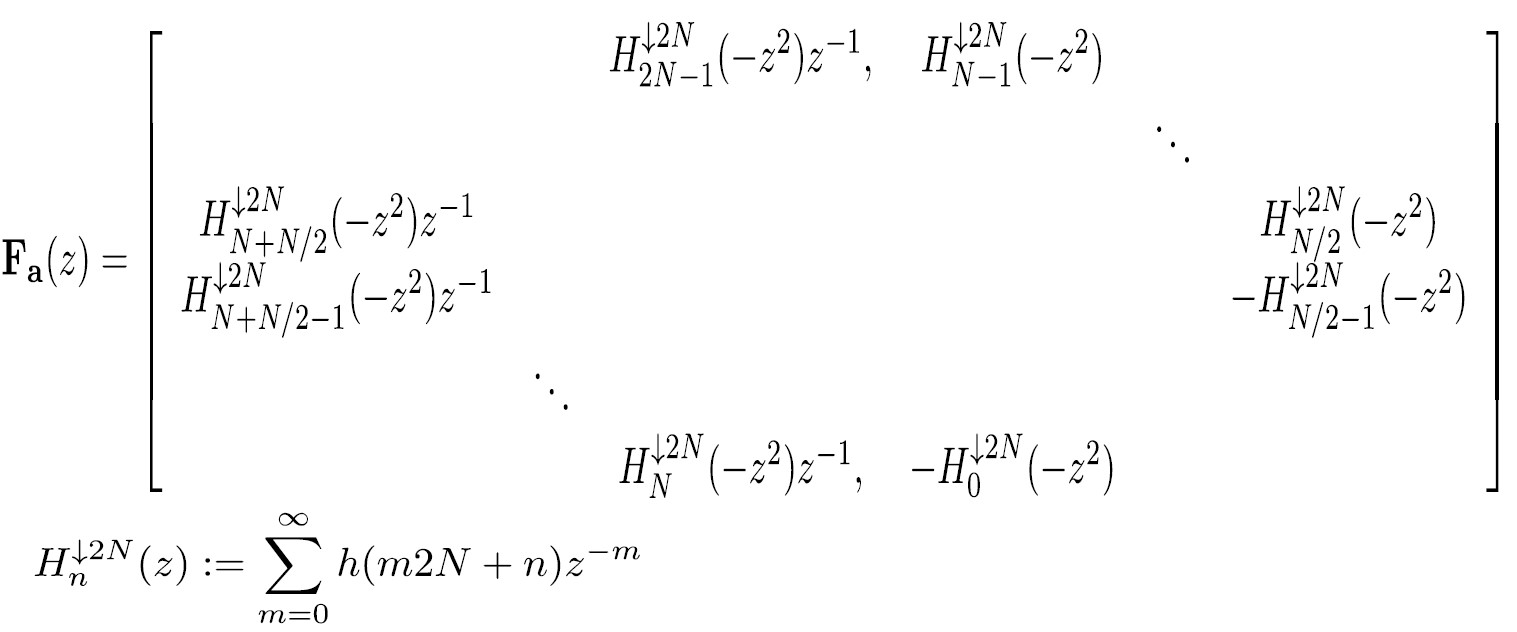 H_{2N-1}^{↓2N}(-z^2)z^{-1}, H_{N-1}^{↓2N}(-z^2)
⋱
H_{N+N/2}^{↓2N}(-z^2)z^{-1} H_{N/2}^{↓2N}(-z^2)
F_a(z) =
H_{N+N/2-1}^{↓2N}(-z^2)z^{-1} -H_{N/2-1}^{↓2N}(-z^2)
⋱
H_N^{↓2N}(-z^2)z^{-1}, -H_0^{↓2N}(-z^2)
H_n^{↓2N}(z) := \sum_{m=0}^{∞} h(m2N + n)z^{-m}